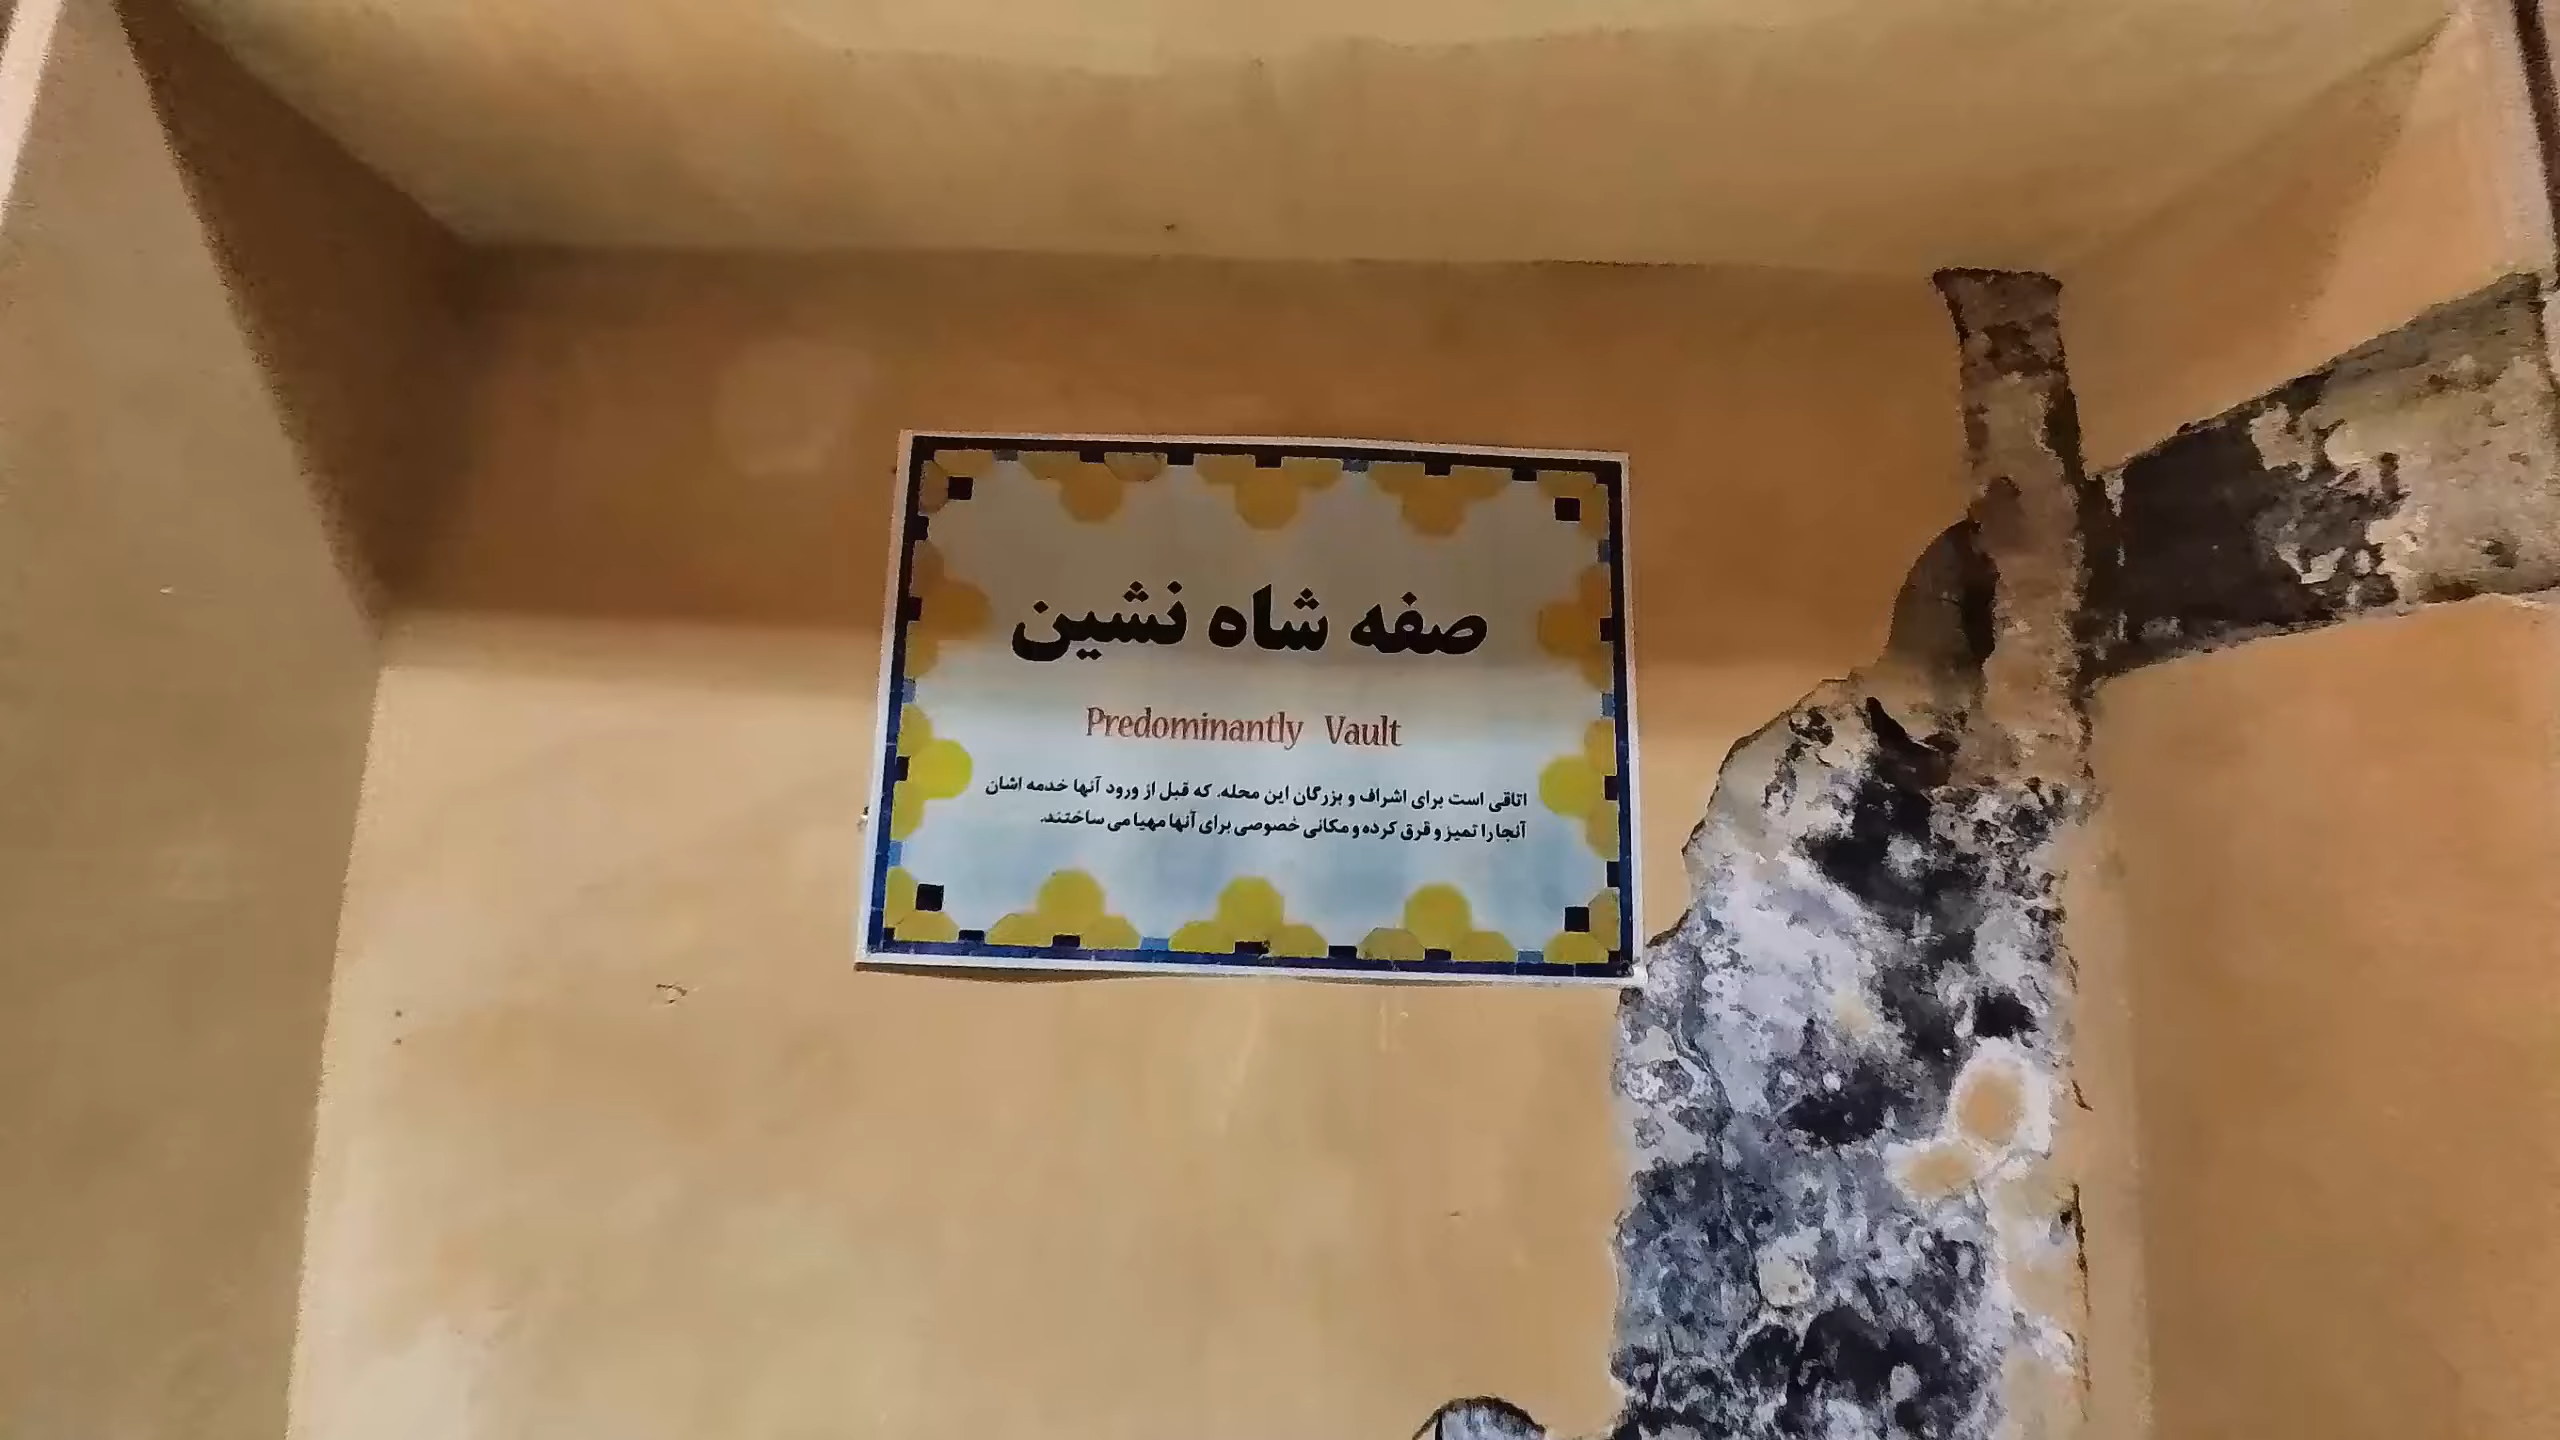 صفه شاه نشین
Predominantly Vault
اتاقی است برای اشراف و بزرگان این محله. که قبل از ورود آنها خدمه اشان
آنجا را تمیز و قرق کرده و مکانی خصوصی برای آنها مهیا می ساختند.